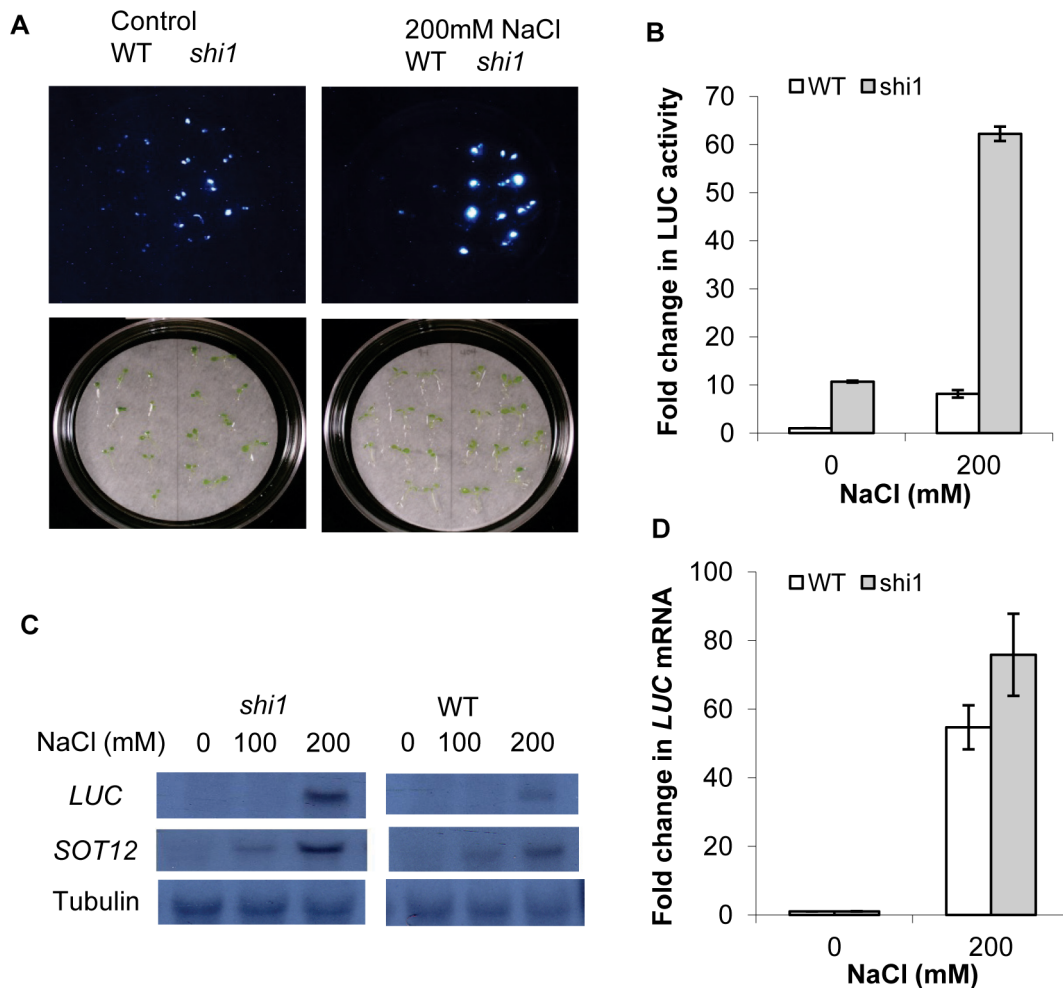 A
Control
WT shi1
200mM NaCl
WT shi1
B
WT shi1
Fold change in LUC activity
70
60
50
40
30
20
10
0
0 200
NaCl (mM)
C
shi1 WT
NaCl (mM) 0 100 200 0 100 200
LUC
SOT12
Tubulin
D
WT shi1
Fold change in LUC mRNA
100
80
60
40
20
0
0 200
NaCl (mM)